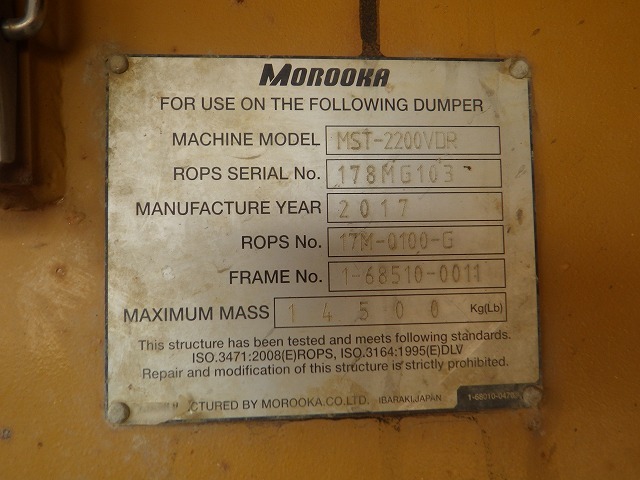 MOROOKA
FOR USE ON THE FOLLOWING DUMPER
MACHINE MODEL MST-2200VDR
ROPS SERIAL No. 178MG103
MANUFACTURE YEAR 2017
ROPS No. 17M-0100-G
FRAME No. 1-68510-0011
MAXIMUM MASS 14500 Kg(Lb)
This structure has been tested and meets following standards.
ISO.3471:2008(E)ROPS, ISO.3164:1995(E)DLV
Repair and modification of this structure is strictly prohibited.
CTURED BY MOROOKA.CO.LTD. IBARAKI,JAPAN